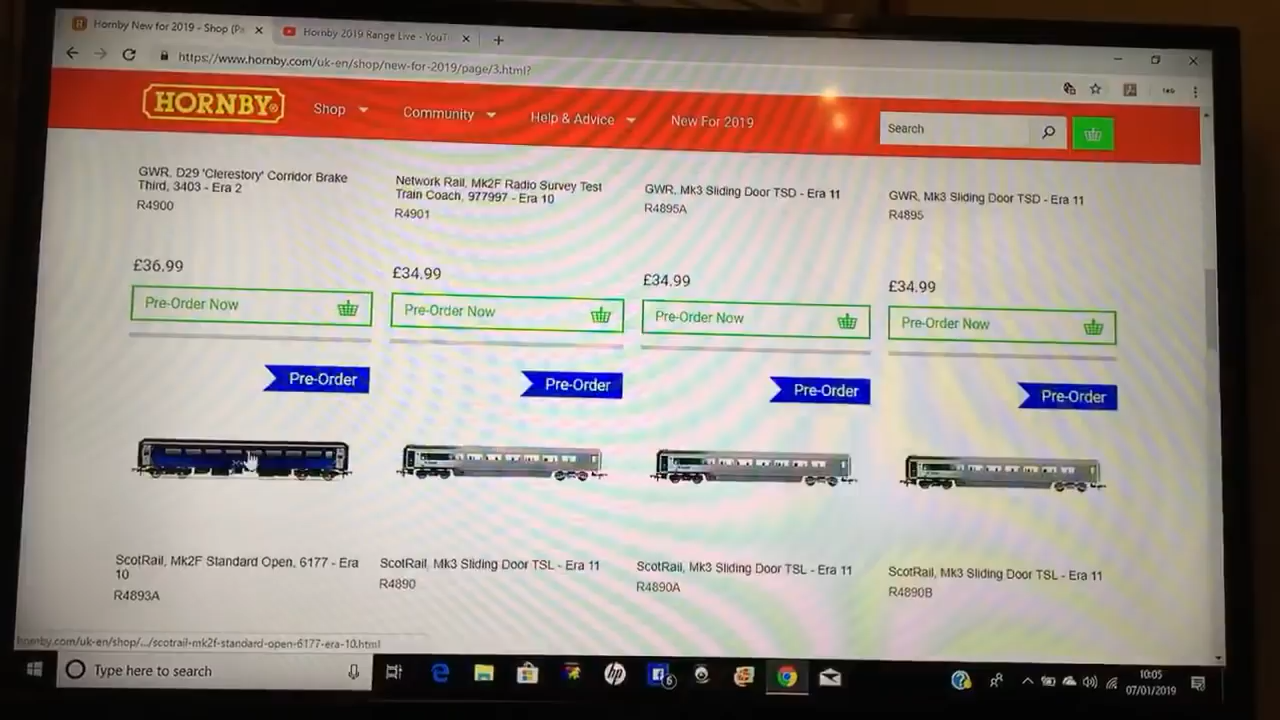 Hornby New for 2019 - Shop (Pa
Hornby 2019 Range Live - YouT
https://www.hornby.com/uk-en/shop/new-for-2019/page/3.html?
HORNBY®
Shop
Community
Help & Advice
New For 2019
Search
GWR, D29 'Clerestory' Corridor Brake
Third, 3403 - Era 2
R4900
Network Rail, Mk2F Radio Survey Test
Train Coach, 977997 - Era 10
R4901
GWR, Mk3 Sliding Door TSD - Era 11
R4895A
GWR, Mk3 Sliding Door TSD - Era 11
R4895
£36.99
£34.99
£34.99
£34.99
Pre-Order Now
Pre-Order Now
Pre-Order Now
Pre-Order Now
Pre-Order
Pre-Order
Pre-Order
Pre-Order
ScotRail, Mk2F Standard Open, 6177 - Era
10
R4893A
ScotRail, Mk3 Sliding Door TSL - Era 11
R4890
ScotRail, Mk3 Sliding Door TSL - Era 11
R4890A
ScotRail, Mk3 Sliding Door TSL - Era 11
R4890B
hornby.com/uk-en/shop/.../scotrail-mk2f-standard-open-6177-era-10.html
Type here to search
hp
6
10:05
07/01/2019